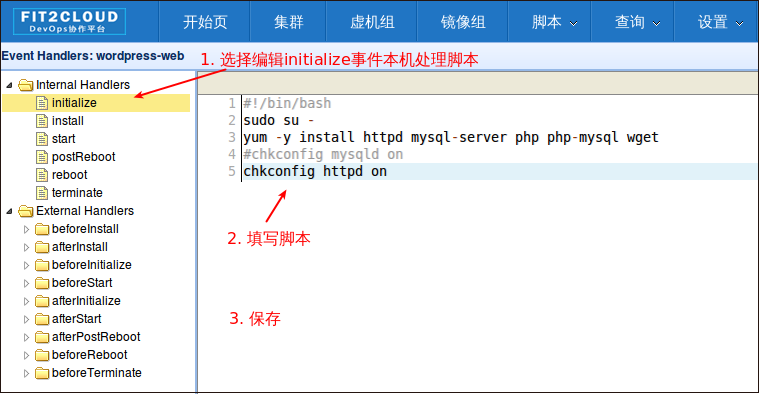 FIT2CLOUD
DevOps协作平台
开始页 集群 虚机组 镜像组 脚本 查询 设置
Event Handlers: wordpress-web
1. 选择编辑initialize事件本机处理脚本
Internal Handlers
initialize
install
start
postReboot
reboot
terminate
External Handlers
beforeInstall
afterInstall
beforeInitialize
beforeStart
afterInitialize
afterStart
afterPostReboot
beforeReboot
beforeTerminate
1 #!/bin/bash
2 sudo su -
3 yum -y install httpd mysql-server php php-mysql wget
4 #chkconfig mysqld on
5 chkconfig httpd on
2. 填写脚本
3. 保存